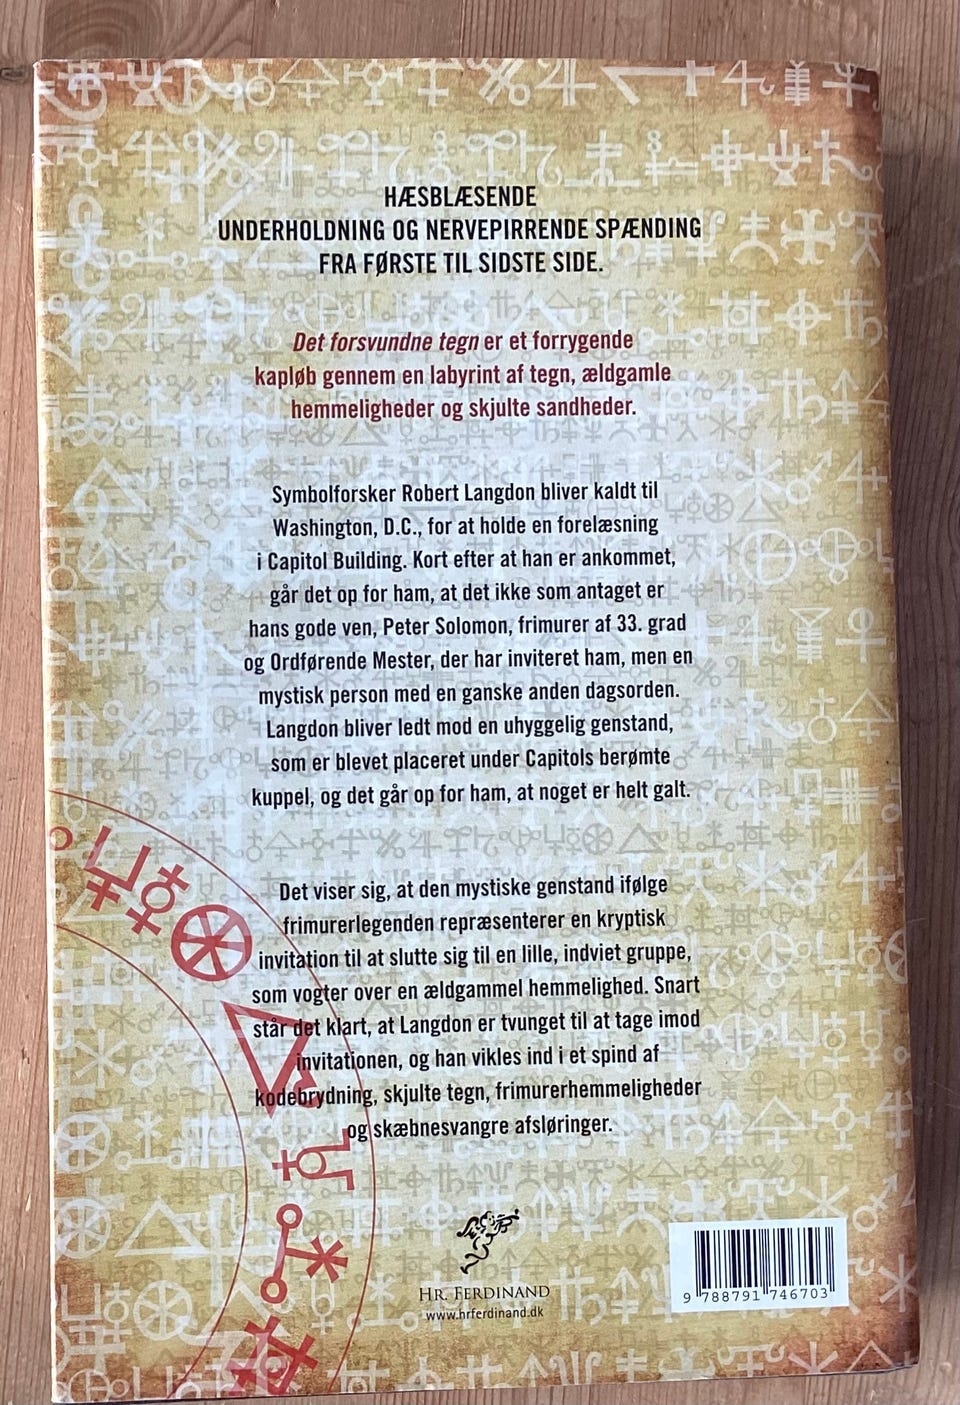 HÆSBLÆSENDE
UNDERHOLDNING OG NERVEPIRRENDE SPÆNDING
FRA FØRSTE TIL SIDSTE SIDE.
Det forsvundne tegn er et forrygende
kapløb gennem en labyrint af tegn, ældgamle
hemmeligheder og skjulte sandheder.
Symbolforsker Robert Langdon bliver kaldt til
Washington, D.C., for at holde en forelæsning
i Capitol Building. Kort efter at han er ankommet,
går det op for ham, at det ikke som antaget er
hans gode ven, Peter Solomon, frimurer af 33. grad
og Ordførende Mester, der har inviteret ham, men en
mystisk person med en ganske anden dagsorden.
Langdon bliver ledt mod en uhyggelig genstand,
som er blevet placeret under Capitols berømte
kuppel, og det går op for ham, at noget er helt galt.
Det viser sig, at den mystiske genstand ifølge
frimurerlegenden repræsenterer en kryptisk
invitation til at slutte sig til en lille, indviet gruppe,
som vogter over en ældgammel hemmelighed. Snart
står det klart, at Langdon er tvunget til at tage imod
invitationen, og han vikles ind i et spind af
kodebrydning, skjulte tegn, frimurerhemmeligheder
og skæbnesvangre afsløringer.
HR. FERDINAND
www.hrferdinand.dk
9 788791 746703